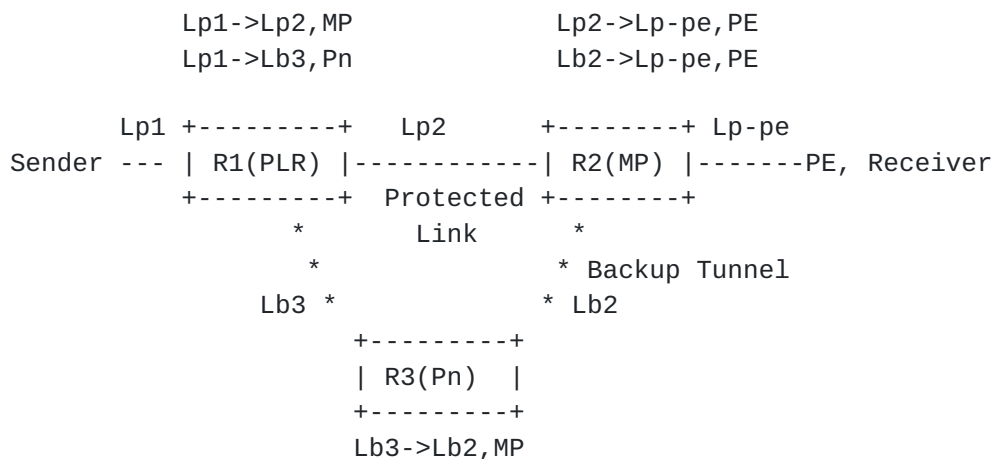 Lp1->Lp2,MP Lp2->Lp-pe,PE
Lp1->Lb3,Pn Lb2->Lp-pe,PE
Lp1 +---------+ Lp2 +--------+ Lp-pe
Sender --- | R1(PLR) |------------| R2(MP) |-------PE, Receiver
+---------+ Protected +--------+
* Link *
* * Backup Tunnel
Lb3 * * Lb2
+---------+
| R3(Pn) |
+---------+
Lb3->Lb2,MP